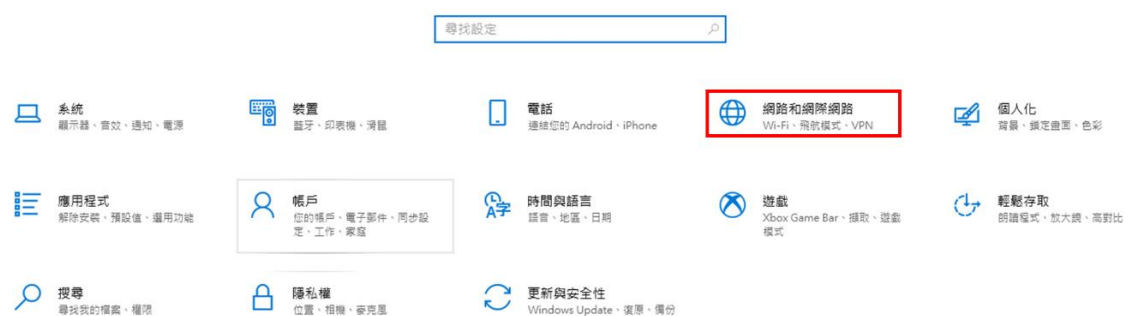 尋找設定
系統
顯示器、音效、通知、電源
裝置
藍牙、印表機、滑鼠
電話
連結您的 Android、iPhone
網路和網際網路
Wi-Fi、飛航模式、VPN
個人化
背景、鎖定畫面、色彩
應用程式
解除安裝、預設值、選用功能
帳戶
您的帳戶、電子郵件、同步設
定、工作、家庭
時間與語言
語音、地區、日期
遊戲
Xbox Game Bar、擷取、遊戲
模式
輕鬆存取
朗讀程式、放大鏡、高對比
搜尋
尋找我的檔案、權限
隱私權
位置、相機、麥克風
更新與安全性
Windows Update、復原、備份